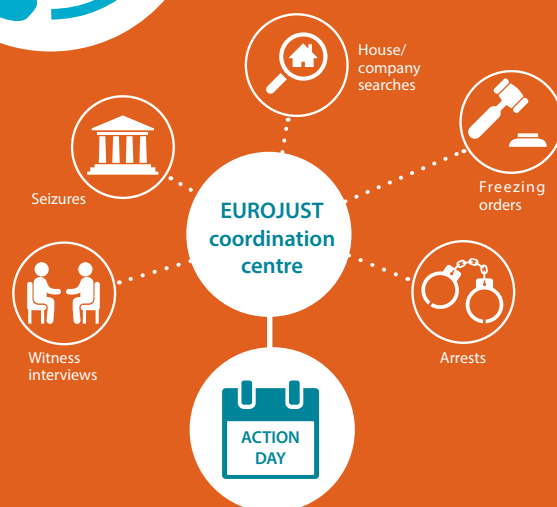 House/
company
searches
Seizures
Freezing
orders
EUROJUST
coordination
centre
Witness
interviews
Arrests
ACTION
DAY